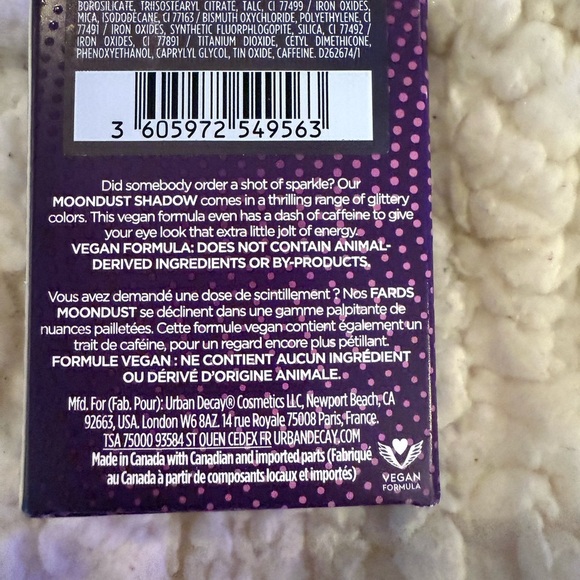 BOROSILICATE, TRIISOSTEARYL CITRATE, TALC, CI 77499 / IRON OXIDES,
MICA, ISODODECANE, CI 77163 / BISMUTH OXYCHLORIDE, POLYETHYLENE, CI
77491 / IRON OXIDES, SYNTHETIC FLUORPHLOGOPITE, SILICA, CI 77492 /
IRON OXIDES, CI 77891 / TITANIUM DIOXIDE, CETYL DIMETHICONE,
PHENOXYETHANOL, CAPRYLYL GLYCOL, TIN OXIDE, CAFFEINE. D262674/1
3 605972 549563
Did somebody order a shot of sparkle? Our
MOONDUST SHADOW comes in a thrilling range of glittery
colors. This vegan formula even has a dash of caffeine to give
your eye look that extra little jolt of energy.
VEGAN FORMULA: DOES NOT CONTAIN ANIMAL-
DERIVED INGREDIENTS OR BY-PRODUCTS.
Vous avez demandé une dose de scintillement ? Nos FARDS
MOONDUST se déclinent dans une gamme palpitante de
nuances pailletées. Cette formule vegan contient également un
trait de caféine, pour un regard encore plus pétillant.
FORMULE VEGAN : NE CONTIENT AUCUN INGRÉDIENT
OU DÉRIVÉ D'ORIGINE ANIMALE.
Mfd. For (Fab. Pour): Urban Decay® Cosmetics LLC, Newport Beach, CA
92663, USA. London W6 8AZ. 14 rue Royale 75008 Paris, France.
TSA 75000 93584 ST OUEN CEDEX FR URBANDECAY.COM
Made in Canada with Canadian and imported parts (Fabriqué
au Canada à partir de composants locaux et importés)
VEGAN
FORMULA